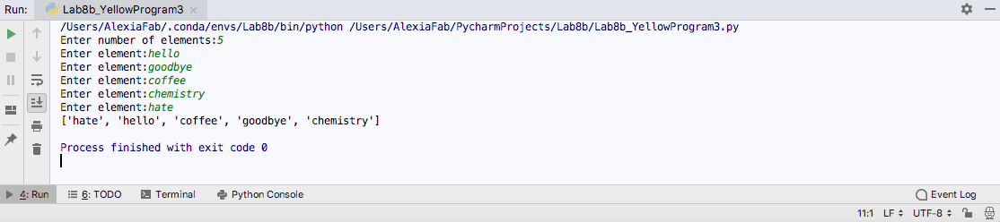 Run: Lab8b_YellowProgram3
/Users/AlexiaFab/.conda/envs/Lab8b/bin/python /Users/AlexiaFab/PycharmProjects/Lab8b/Lab8b_YellowProgram3.py
Enter number of elements:5
Enter element:hello
Enter element:goodbye
Enter element:coffee
Enter element:chemistry
Enter element:hate
['hate', 'hello', 'coffee', 'goodbye', 'chemistry']
Process finished with exit code 0
4: Run 6: TODO Terminal Python Console Event Log
11:1 LF UTF-8